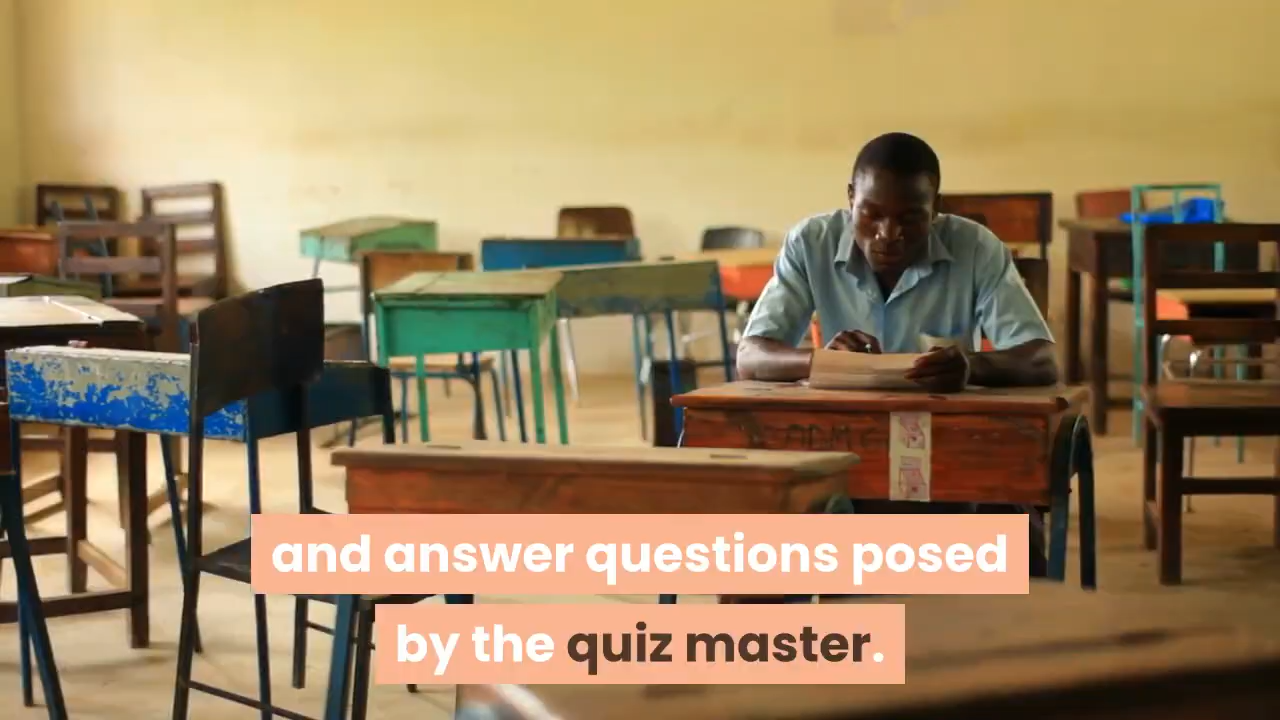 and answer questions posed
by the quiz master.